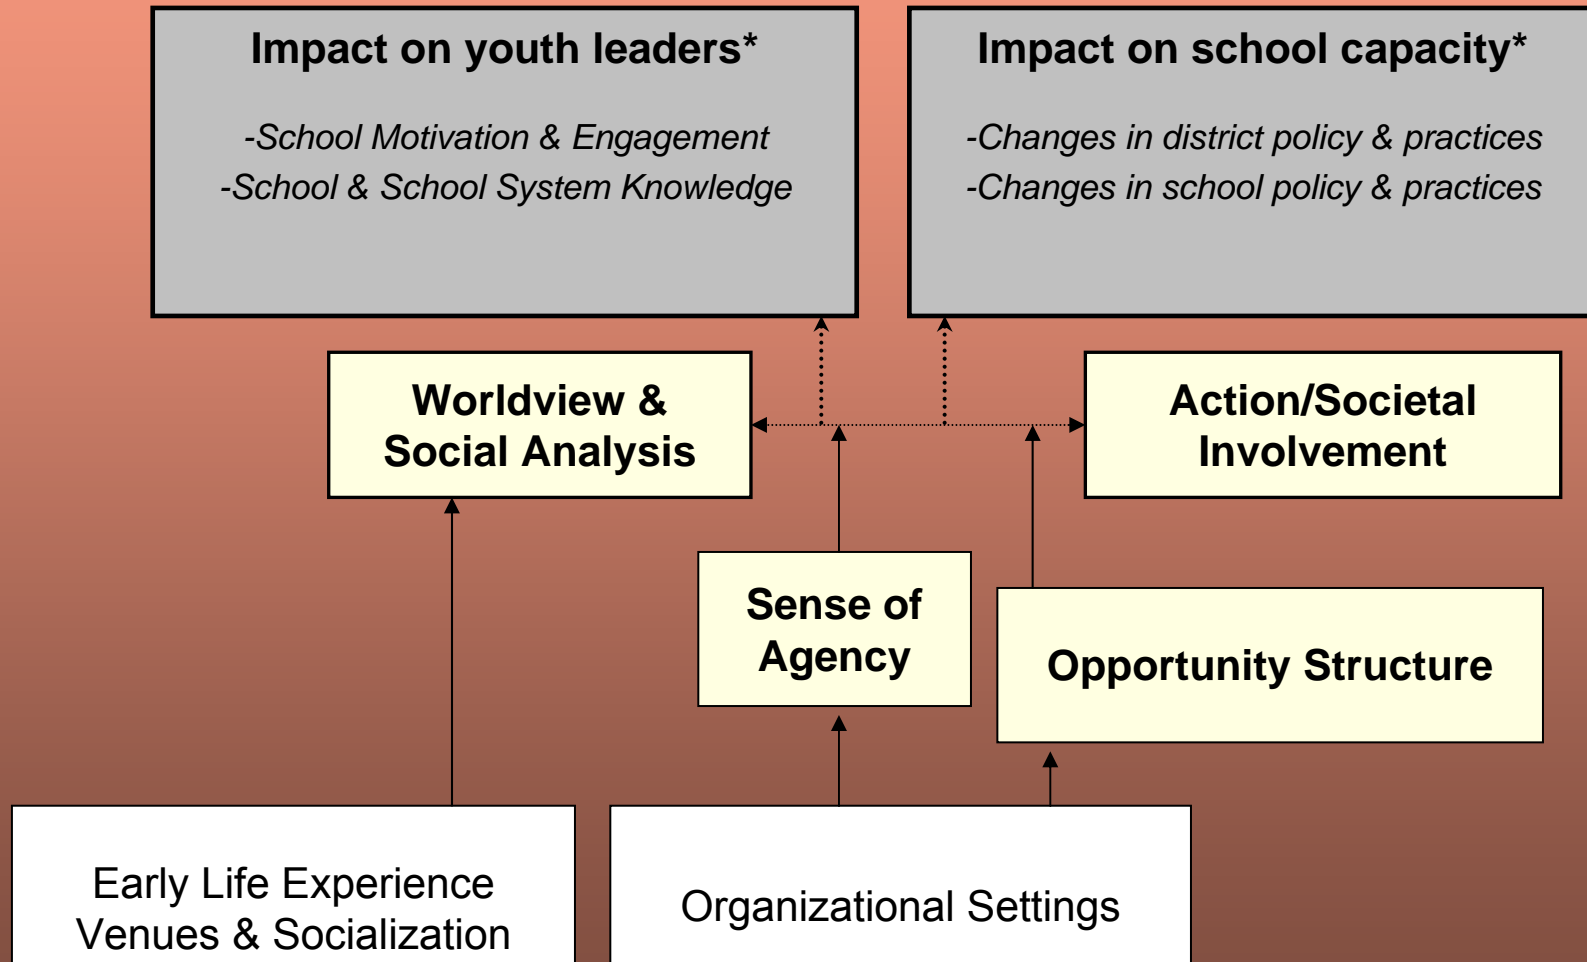 Impact on youth leaders*
-School Motivation & Engagement
-School & School System Knowledge
Impact on school capacity*
-Changes in district policy & practices
-Changes in school policy & practices
Worldview &
Social Analysis
Action/Societal
Involvement
Sense of
Agency
Opportunity Structure
Early Life Experience
Venues & Socialization
Organizational Settings